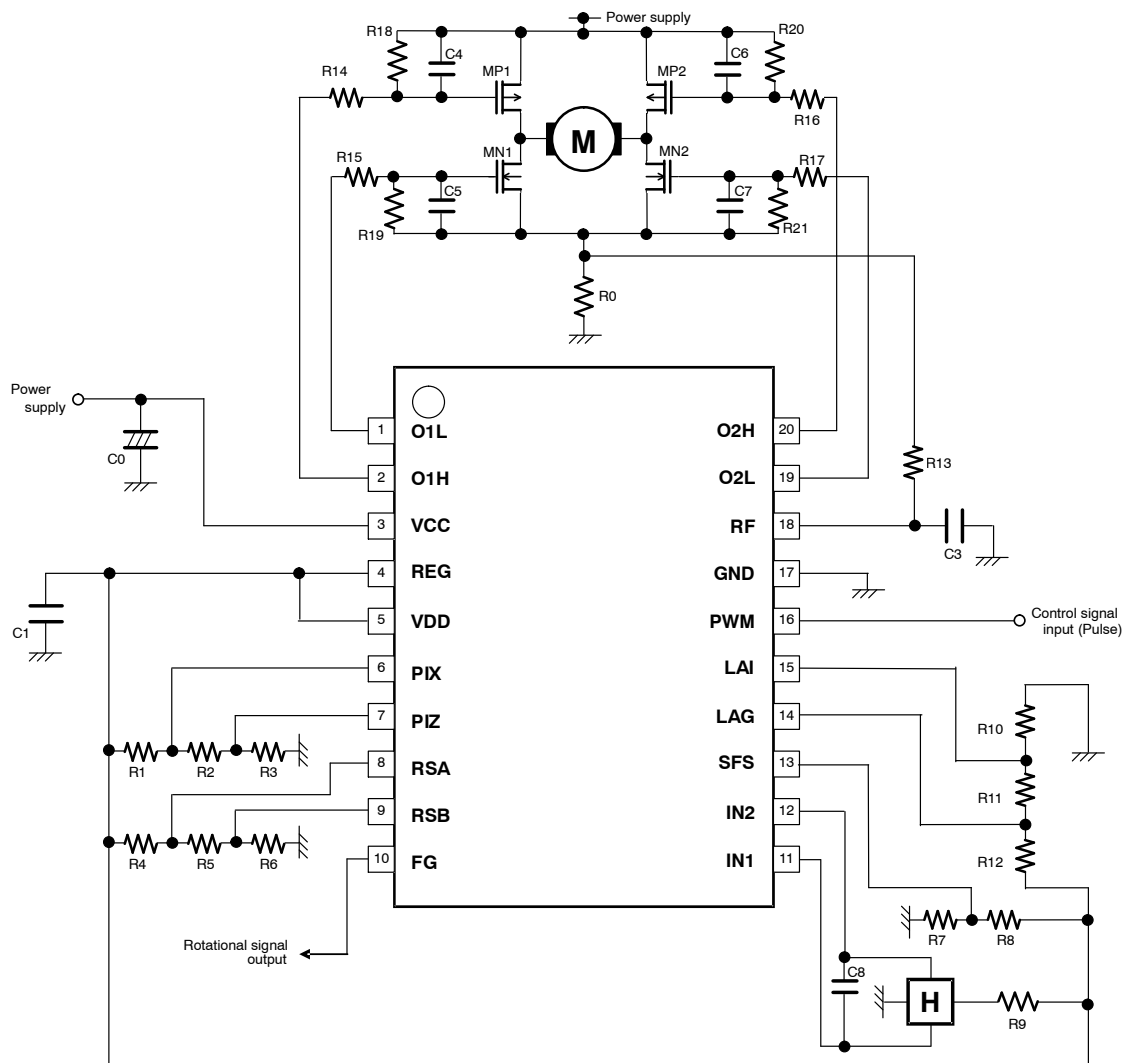 Power supply
R18
C4
C6
R20
MP1
MP2
R14
R16
M
R15
MN1
MN2
R17
C5
C7
R19
R21
R0
Power
supply
C0
1
O1L
O2H
20
2
O1H
O2L
19
R13
3
VCC
RF
18
C3
4
REG
GND
17
C1
5
VDD
PWM
16
Control signal
input (Pulse)
6
PIX
LAI
15
7
PIZ
LAG
14
R10
R1
R2
R3
8
RSA
SFS
13
R11
9
RSB
IN2
12
R4
R5
R6
10
FG
IN1
11
R12
R7
R8
Rotational signal
output
C8
H
R9